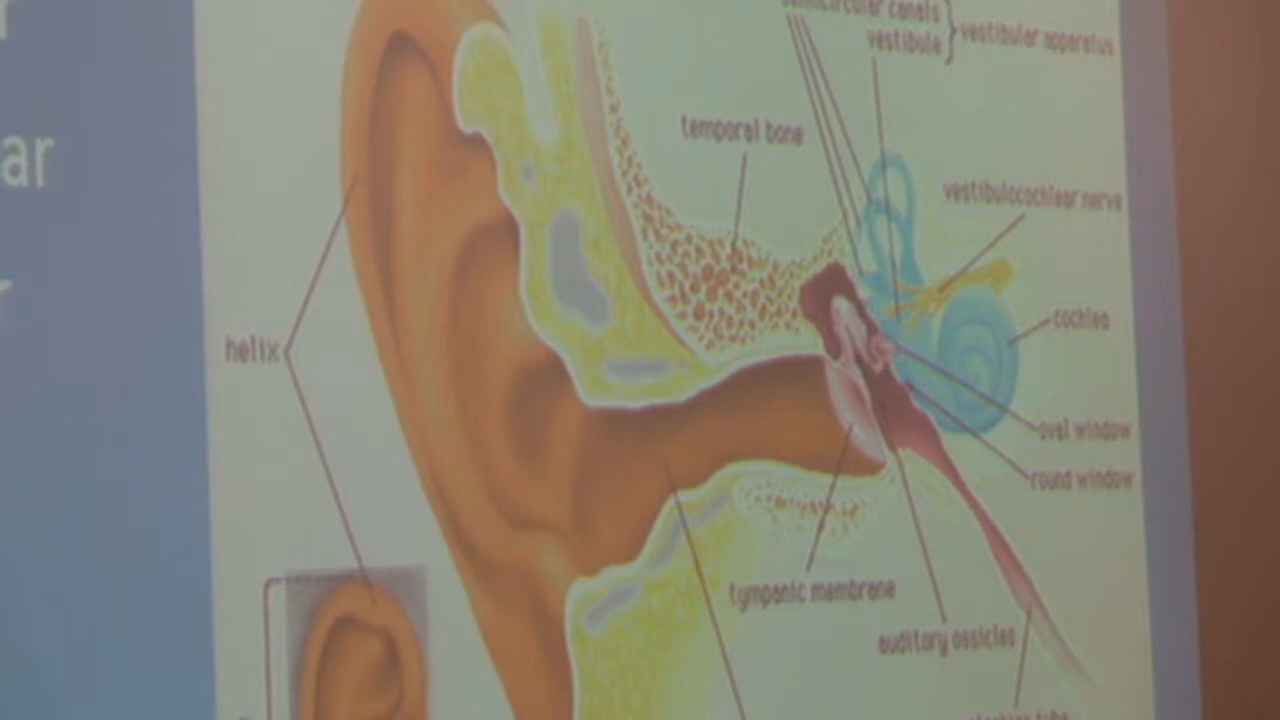 ar
semicircular canals
vestibule
vestibular apparatus
temporal bone
vestibulocochlear nerve
cochlea
helix
oval window
round window
tympanic membrane
auditory ossicles